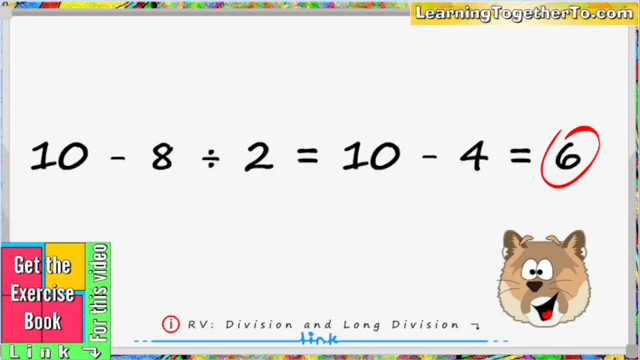 LearningTogetherTo.com
10 - 8 ÷ 2 = 10 - 4 = 6
Get the
Exercise
Book
Link
For this video
i RV: Division and Long Division
link